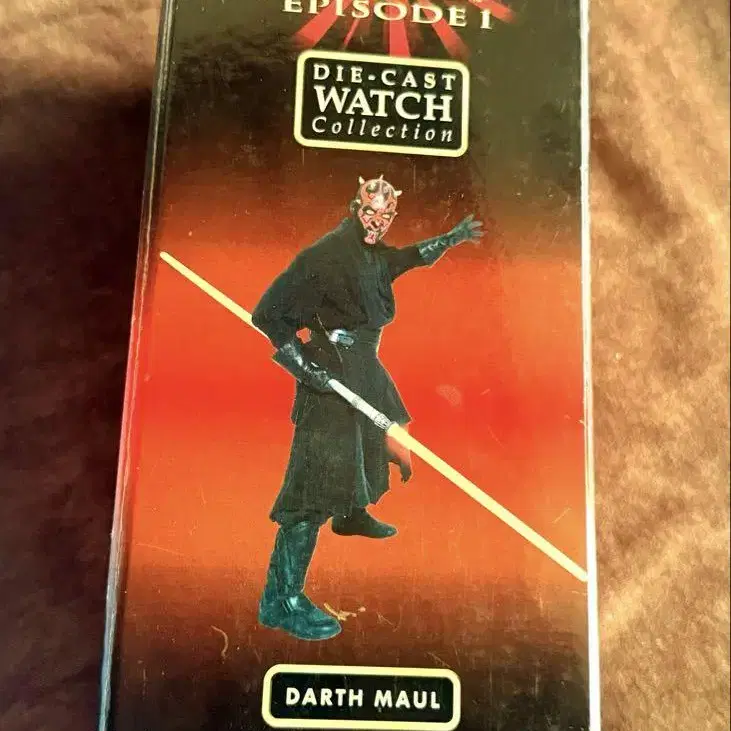 EPISODE I
DIE-CAST
WATCH
Collection
DARTH MAUL